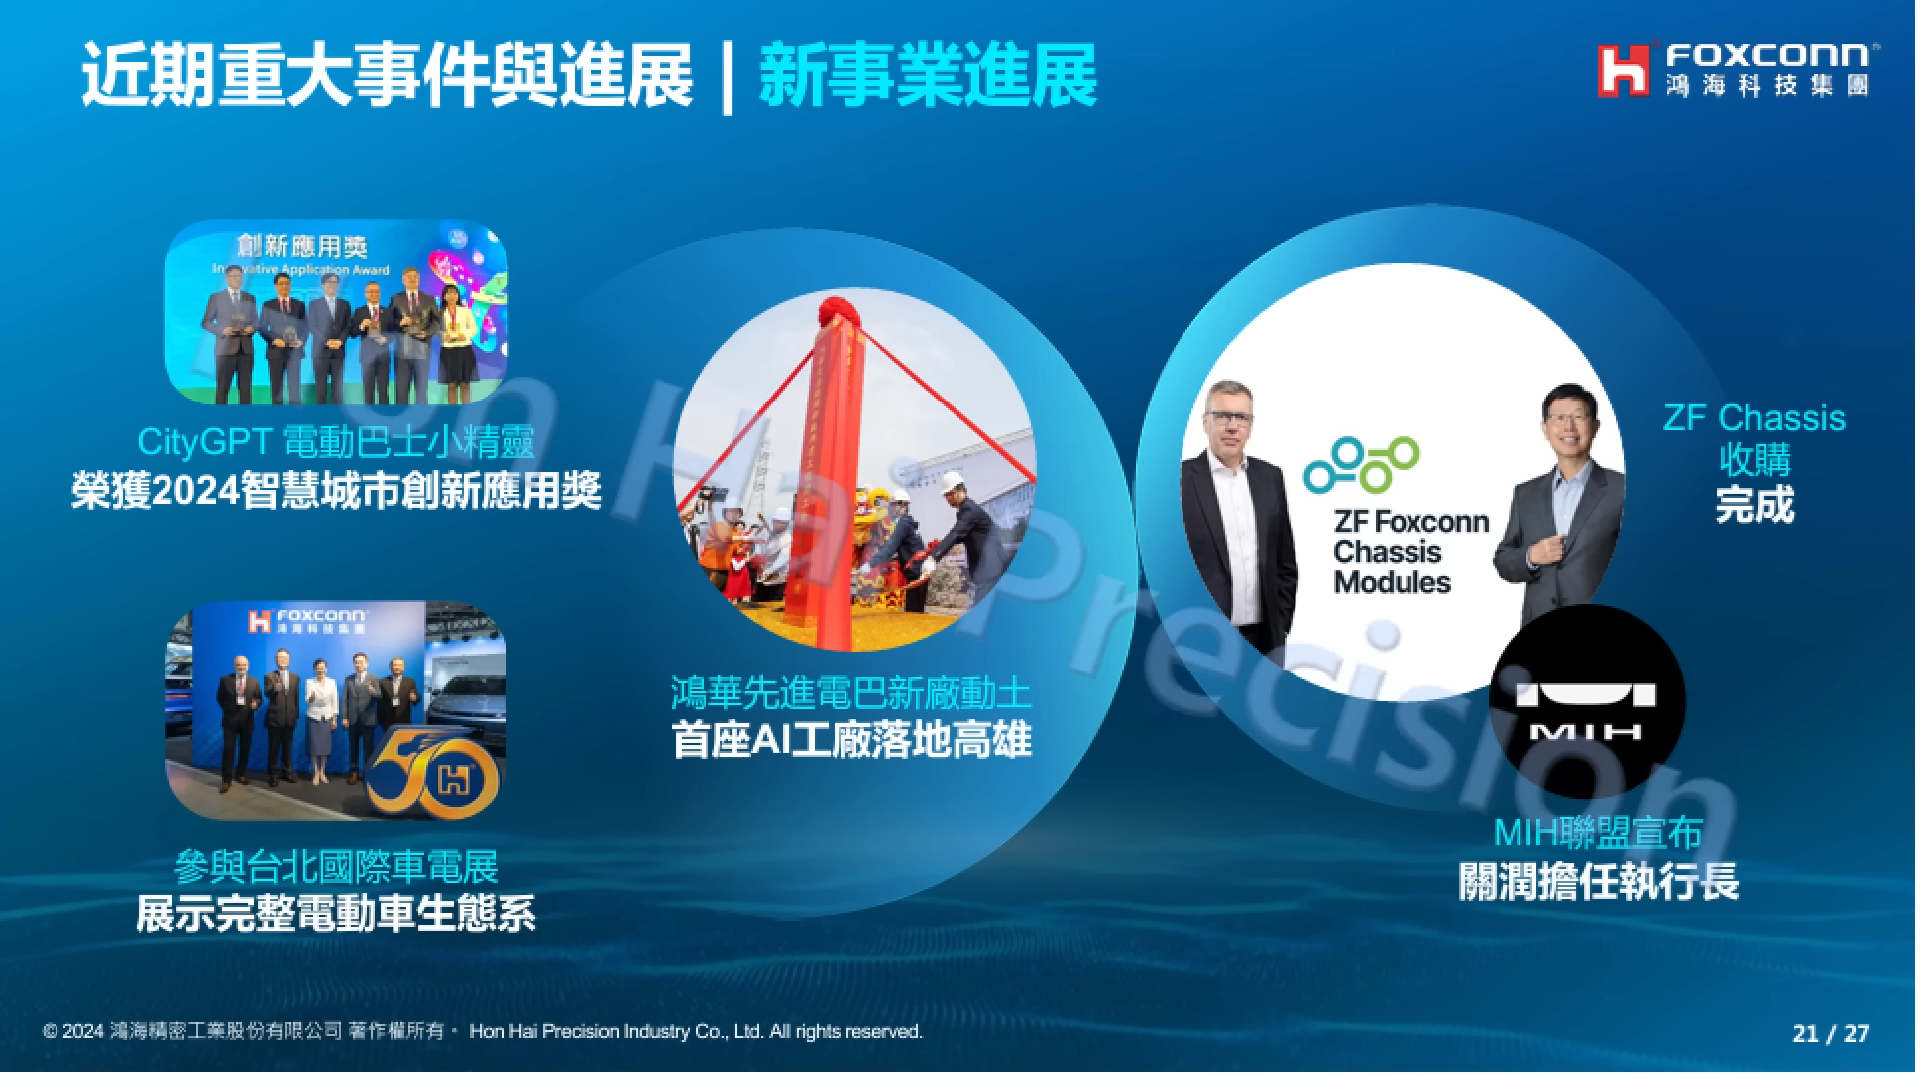 近期重大事件與進展 | 新事業進展
FOXCONN®
鴻海科技集團
創新應用獎
Innovative Application Award
CityGPT 電動巴士小精靈
榮獲2024智慧城市創新應用獎
FOXCONN®
鴻海科技集團
50
參與台北國際車電展
展示完整電動車生態系
鴻華先進電巴新廠動土
首座AI工廠落地高雄
ZF Foxconn
Chassis
Modules
ZF Chassis
收購
完成
MIH
MIH聯盟宣布
關潤擔任執行長
Hon Hai Precision
© 2024 鴻海精密工業股份有限公司 著作權所有。 Hon Hai Precision Industry Co., Ltd. All rights reserved.
21 / 27